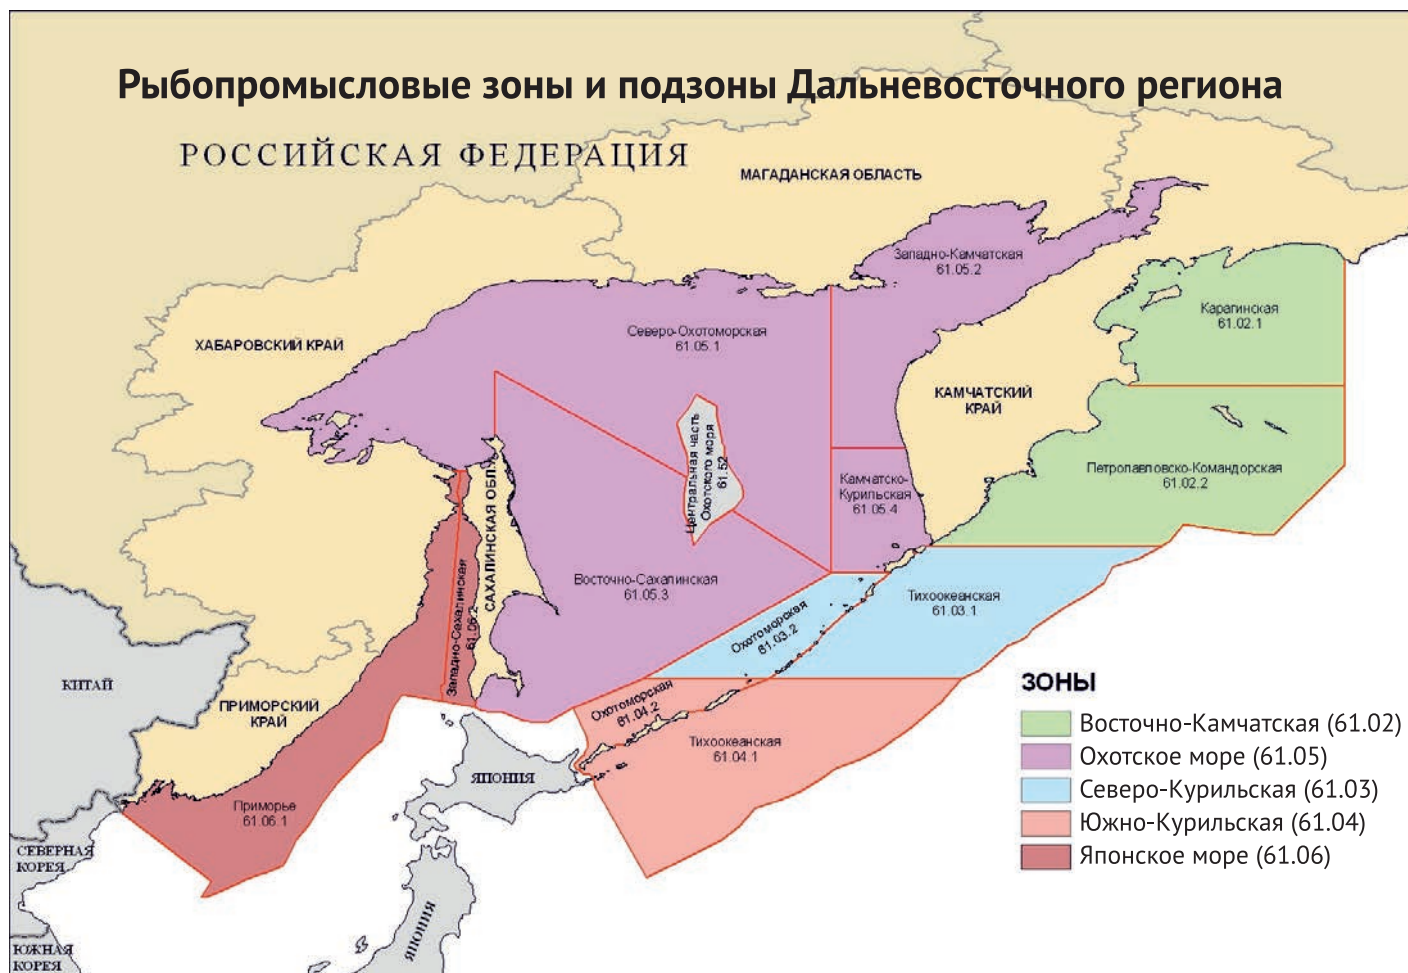 Рыбопромысловые зоны и подзоны Дальневосточного региона
РОССИЙСКАЯ ФЕДЕРАЦИЯ
МАГАДАНСКАЯ ОБЛАСТЬ
Западно-Камчатская
61.05.2
Карагинская
61.02.1
Северо-Охотоморская
61.05.1
ХАБАРОВСКИЙ КРАЙ
КАМЧАТСКИЙ
КРАЙ
Центральная часть
Охотского моря
61.52
Петропавловско-Командорская
61.02.2
Камчатско-
Курильская
61.05.4
САХАЛИНСКАЯ ОБЛ.
Западно-Сахалинская
61.06.2
Восточно-Сахалинская
61.05.3
Тихоокеанская
61.03.1
Охотоморская
61.03.2
КИТАЙ
ПРИМОРСКИЙ
КРАЙ
Охотоморская
61.04.2
Тихоокеанская
61.04.1
ЯПОНИЯ
Приморье
61.06.1
СЕВЕРНАЯ
КОРЕЯ
ЯПОНИЯ
ЮЖНАЯ
КОРЕЯ
ЗОНЫ
Восточно-Камчатская (61.02)
Охотское море (61.05)
Северо-Курильская (61.03)
Южно-Курильская (61.04)
Японское море (61.06)